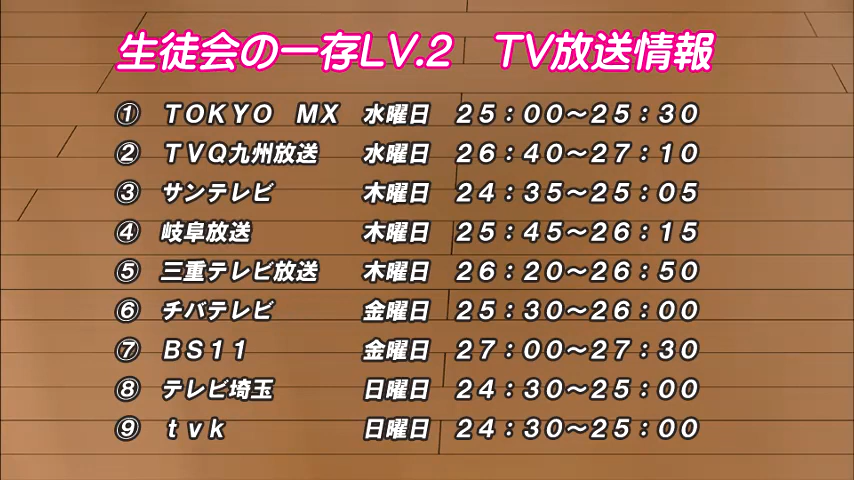 生徒会の一存LV.2　TV放送情報
①　ＴＯＫＹＯ　ＭＸ　水曜日　２５：００～２５：３０
②　ＴＶＱ九州放送　水曜日　２６：４０～２７：１０
③　サンテレビ　木曜日　２４：３５～２５：０５
④　岐阜放送　木曜日　２５：４５～２６：１５
⑤　三重テレビ放送　木曜日　２６：２０～２６：５０
⑥　チバテレビ　金曜日　２５：３０～２６：００
⑦　ＢＳ１１　金曜日　２７：００～２７：３０
⑧　テレビ埼玉　日曜日　２４：３０～２５：００
⑨　ｔｖｋ　日曜日　２４：３０～２５：００